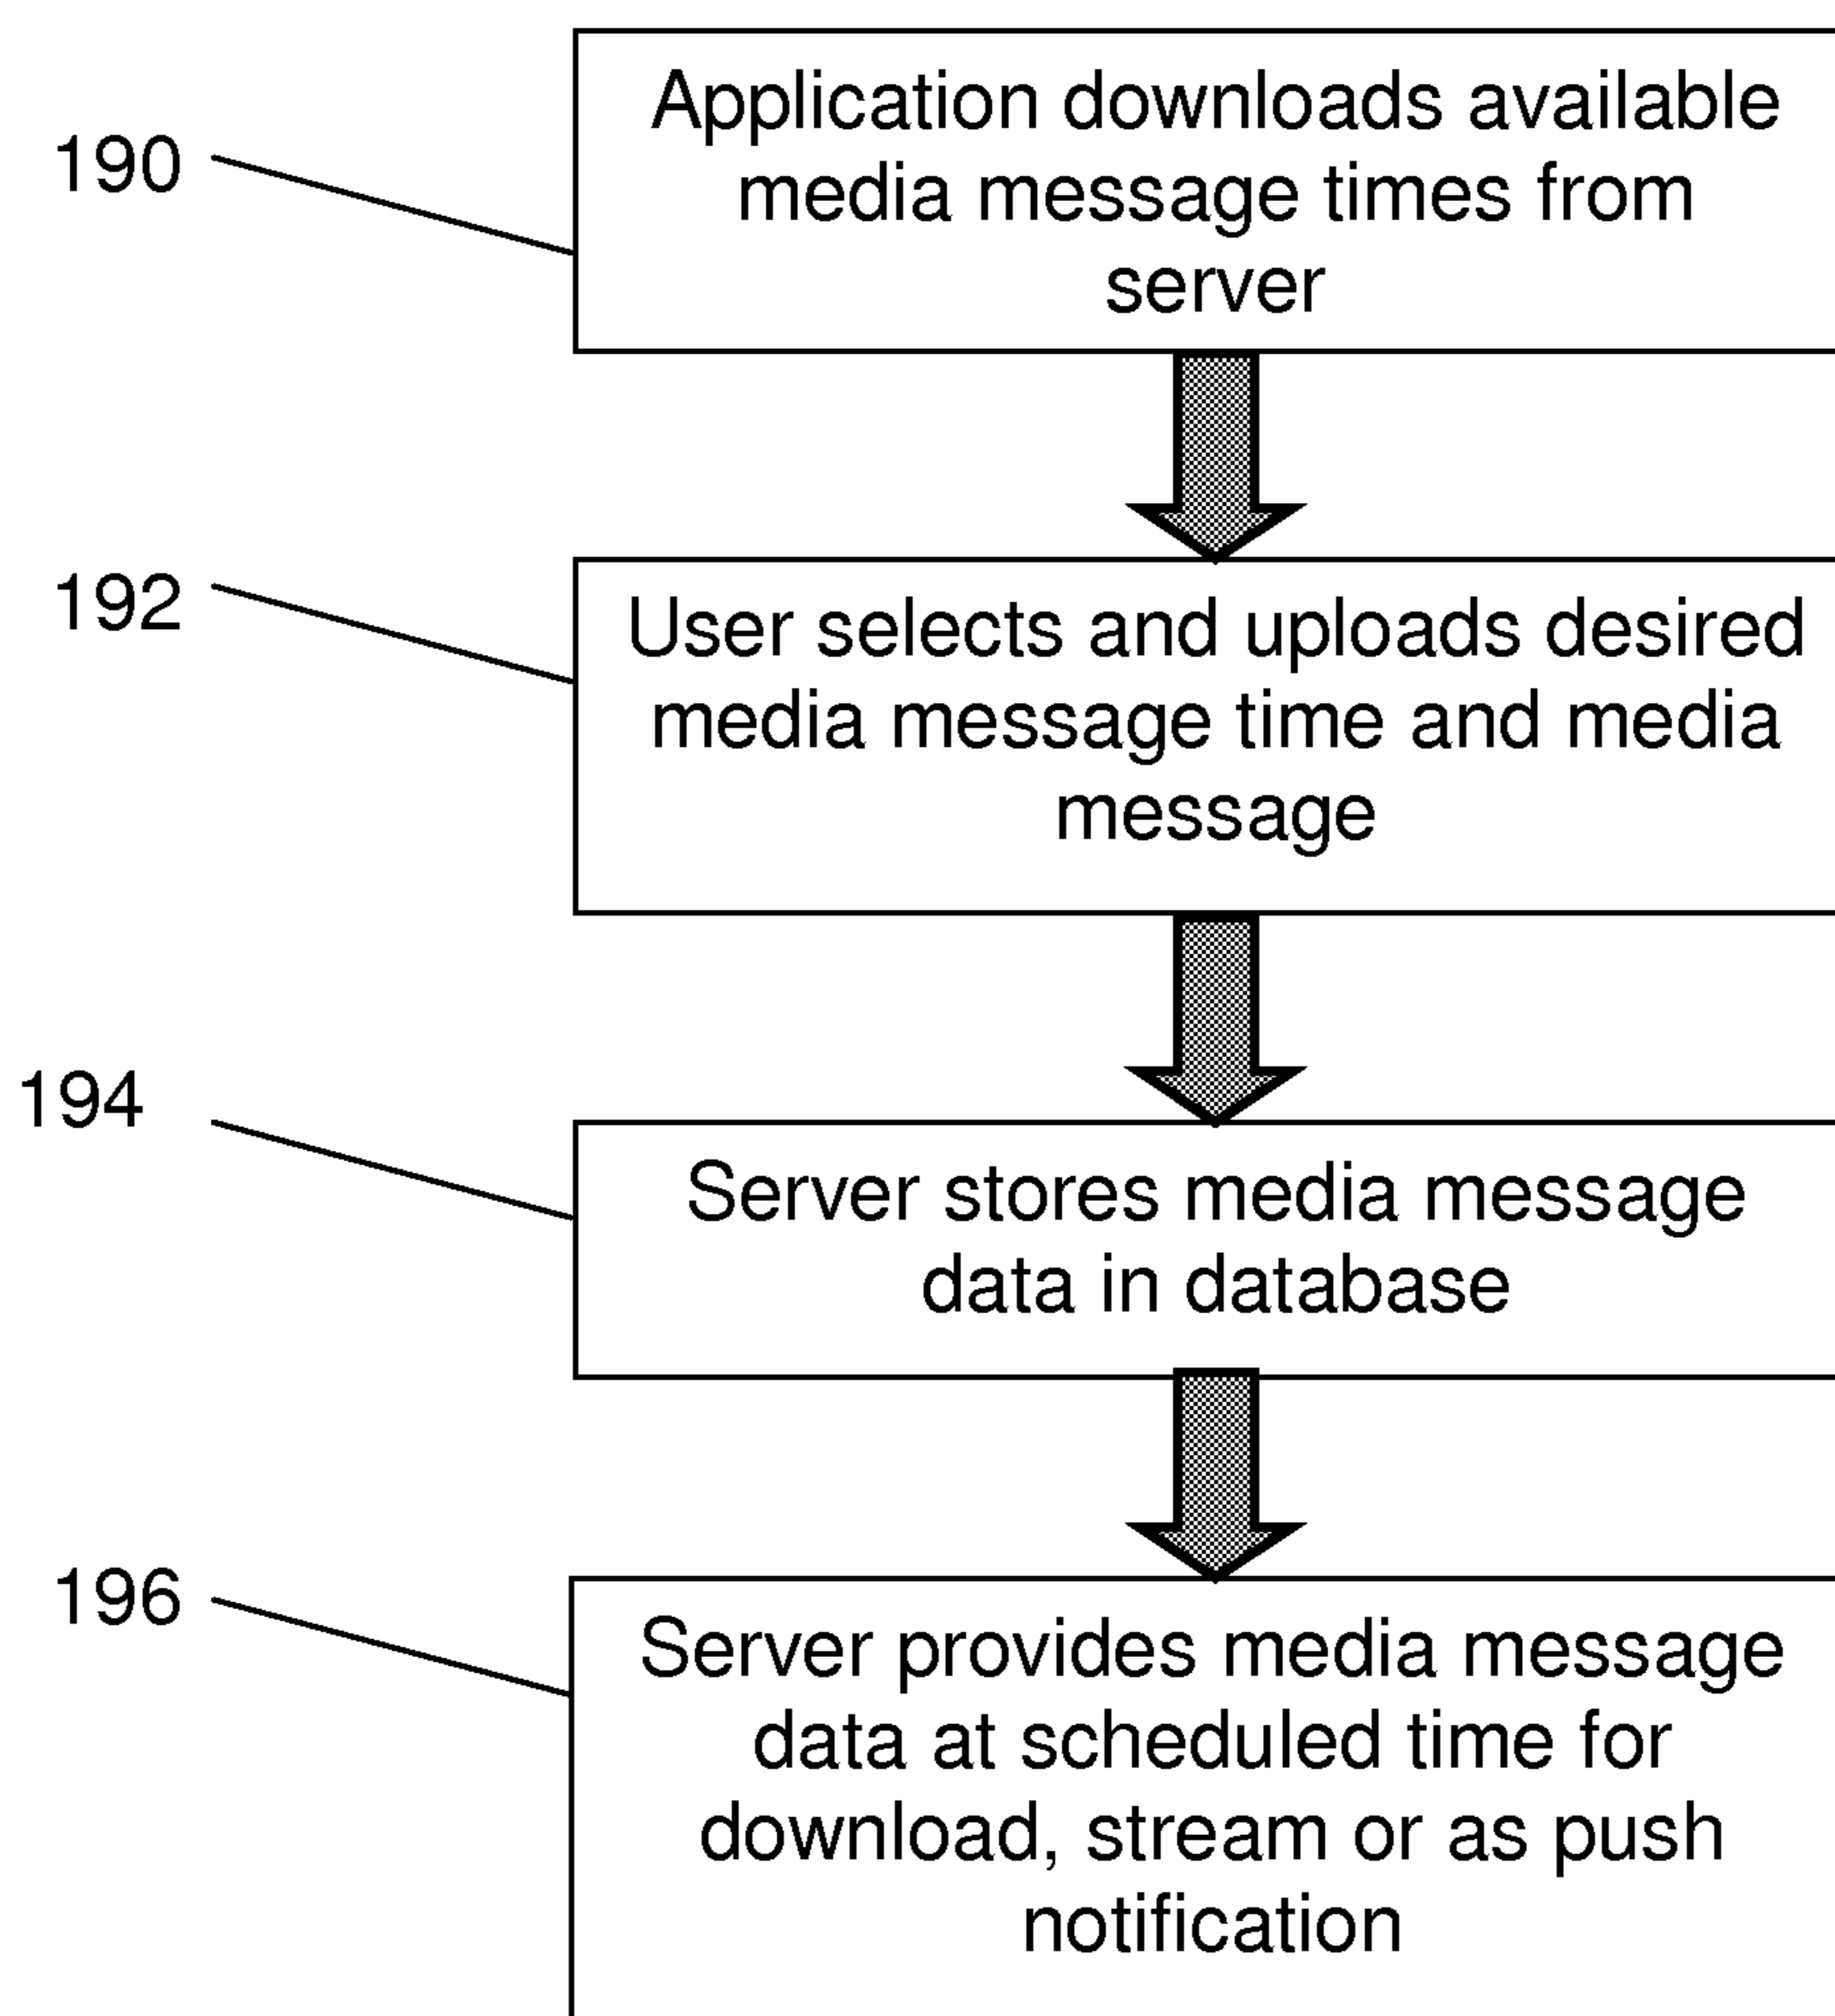 190
Application downloads available
media message times from
server
192
User selects and uploads desired
media message time and media
message
194
Server stores media message
data in database
196
Server provides media message
data at scheduled time for
download, stream or as push
notification